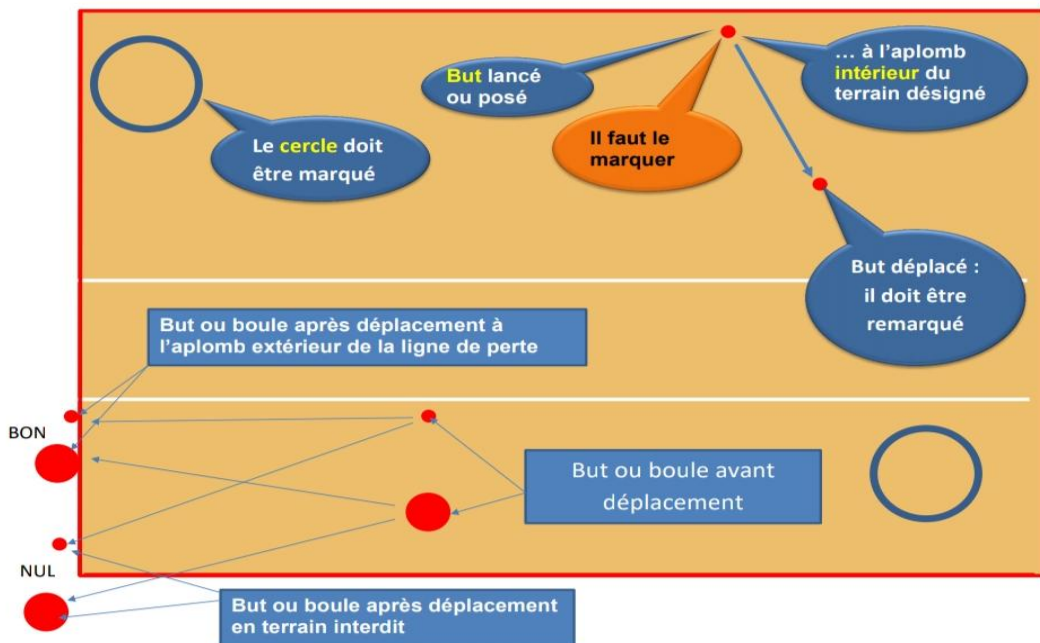 But lancé
ou posé
… à l'aplomb
intérieur du
terrain désigné
Il faut le
marquer
Le cercle doit
être marqué
But déplacé :
il doit être
remarqué
But ou boule après déplacement à
l'aplomb extérieur de la ligne de perte
BON
But ou boule avant
déplacement
NUL
But ou boule après déplacement
en terrain interdit